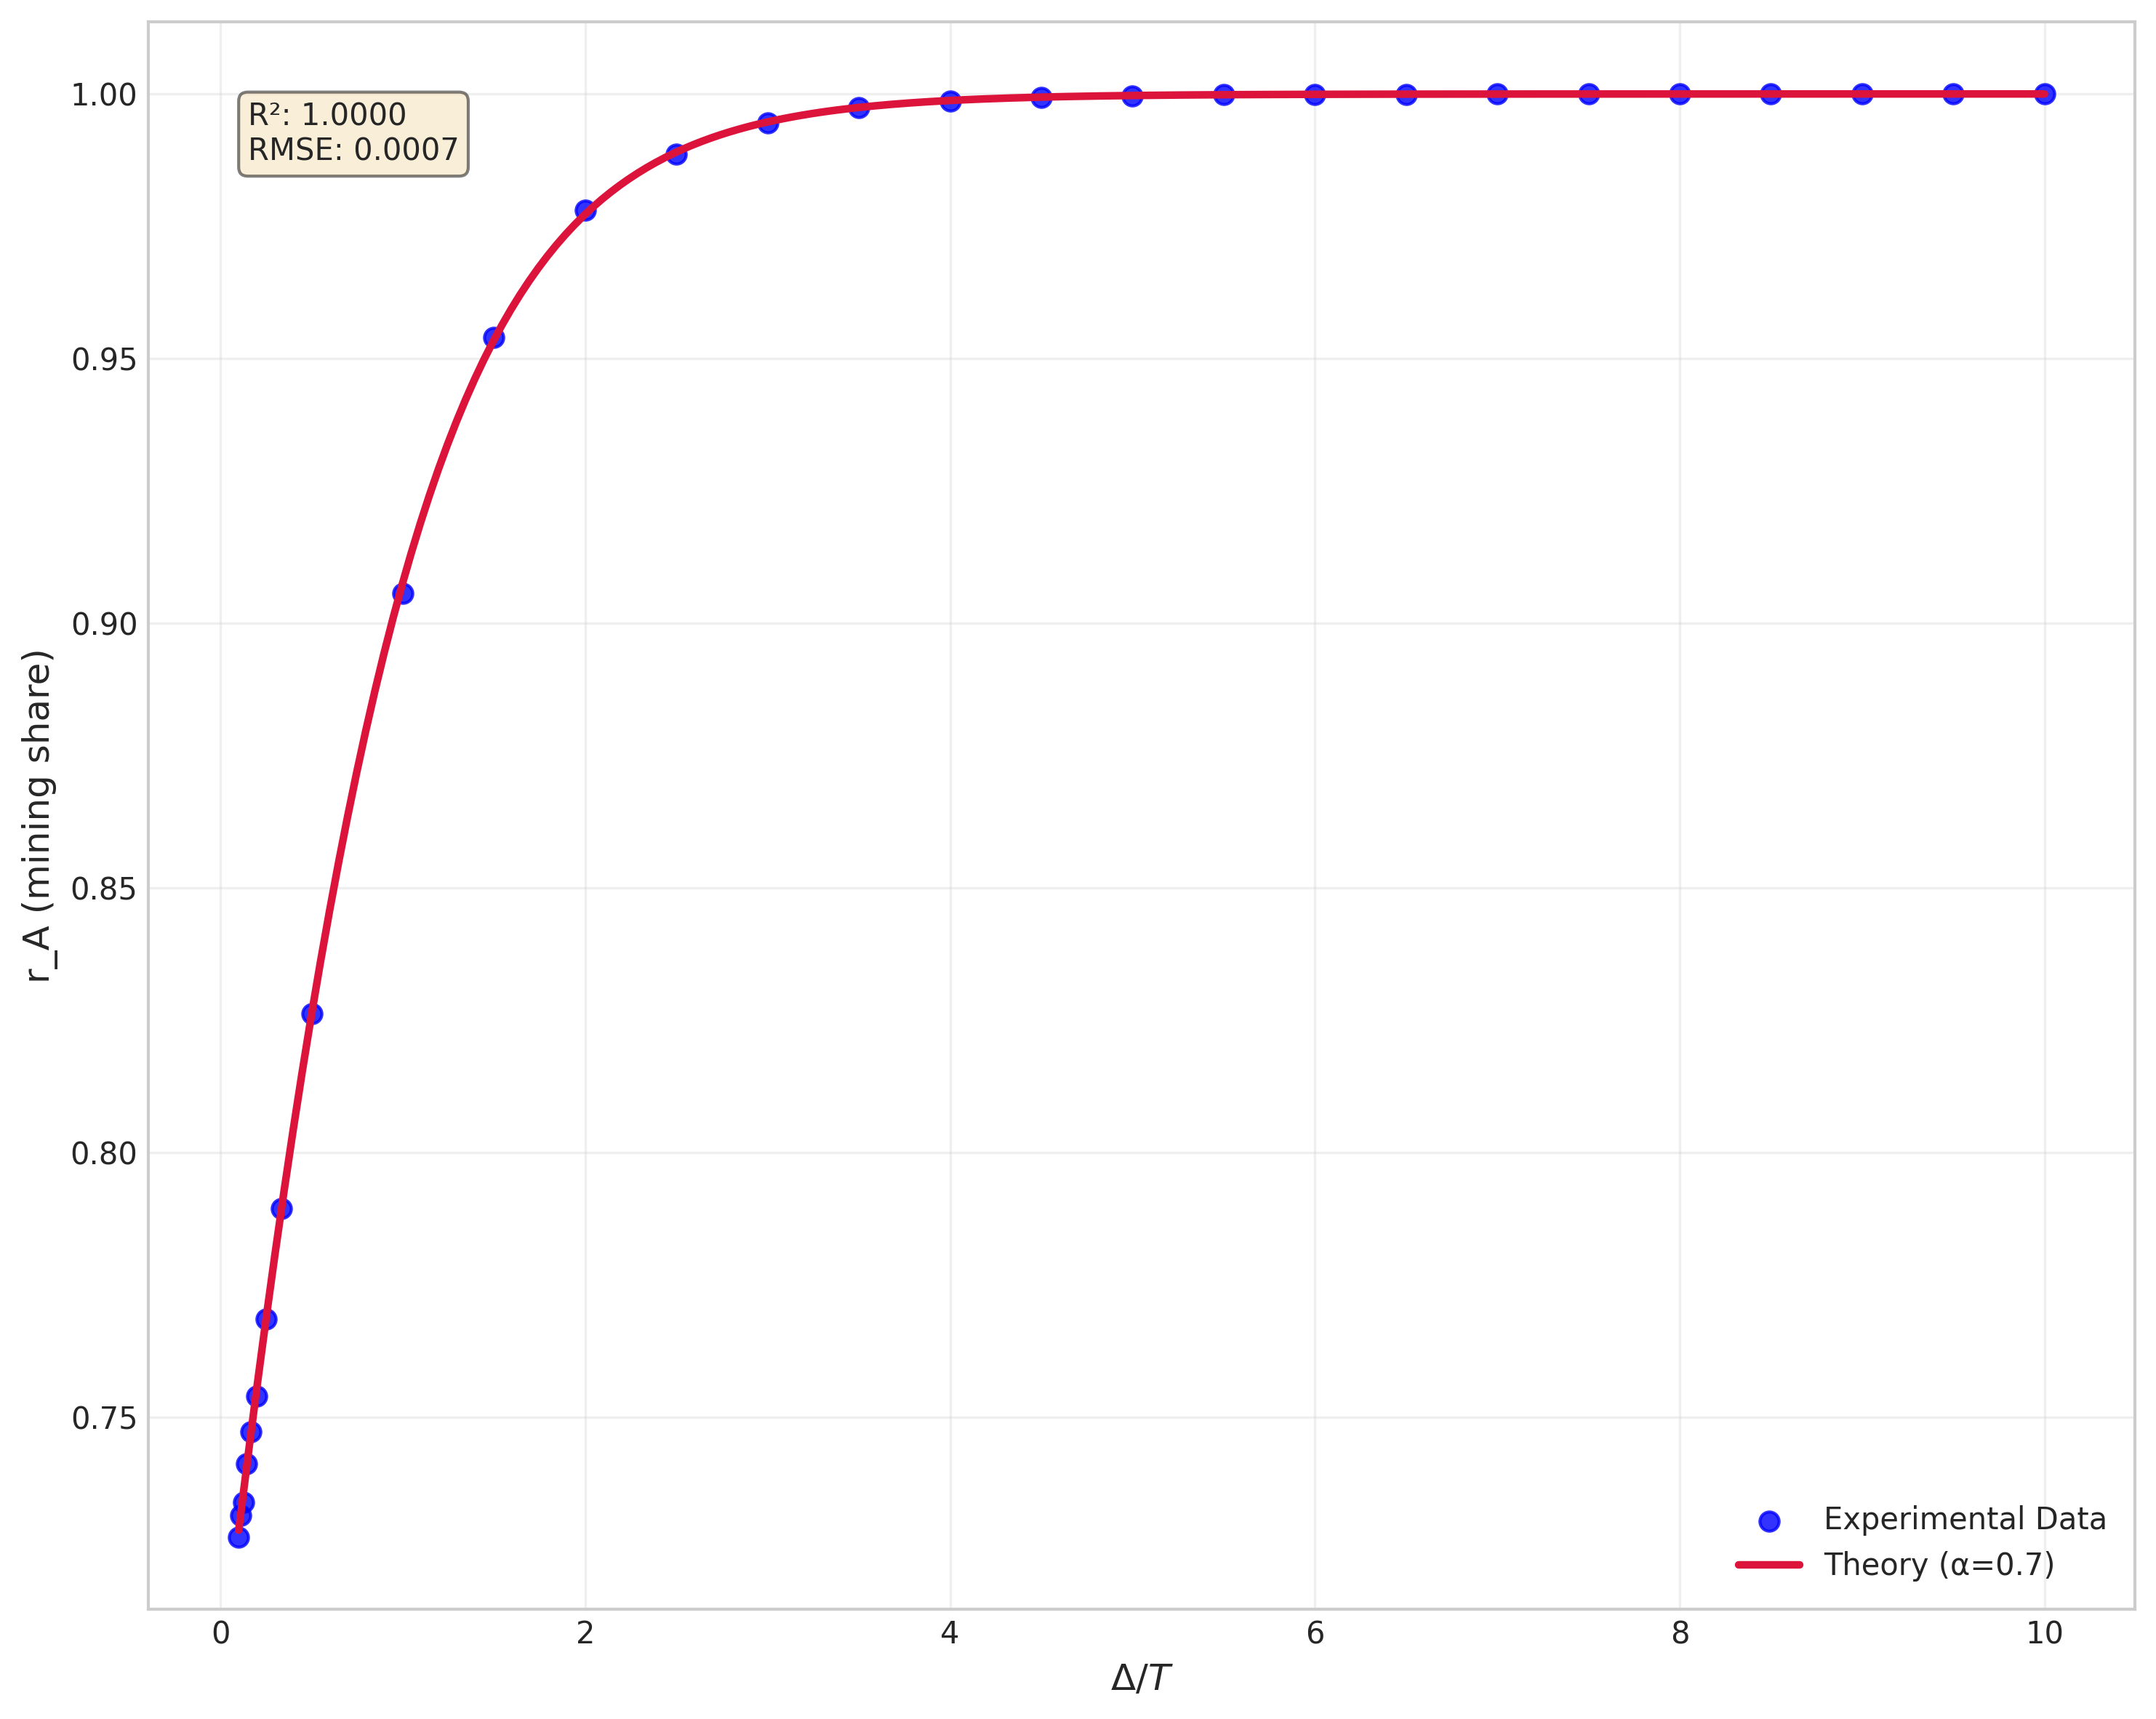 R²: 1.0000
RMSE: 0.0007
r_A (mining share)
1.00
0.95
0.90
0.85
0.80
0.75
Experimental Data
Theory (α=0.7)
0 2 4 6 8 10
Δ/T